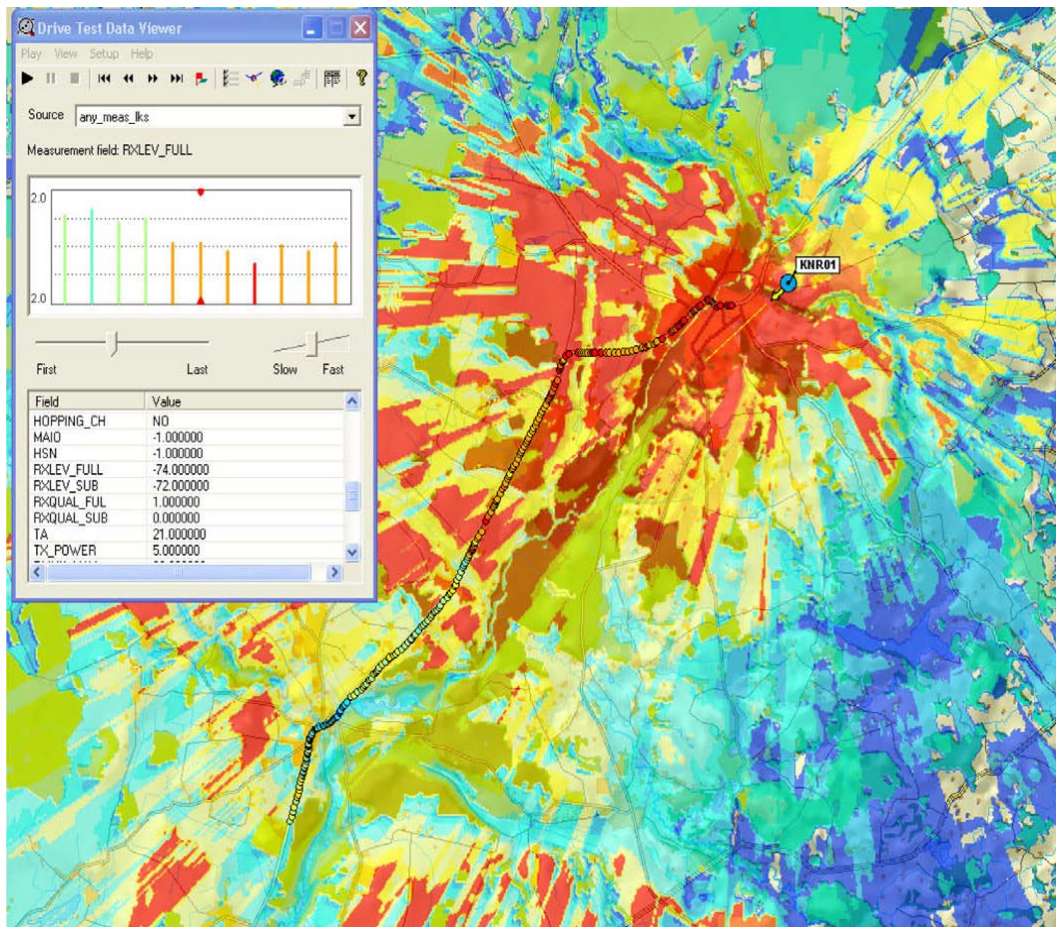 Drive Test Data Viewer
Play View Setup Help
Source any_meas_lks
Measurement field: RXLEV_FULL
2.0
2.0
First Last Slow Fast
Field Value
HOPPING_CH NO
MAIO -1.000000
HSN -1.000000
RXLEV_FULL -74.000000
RXLEV_SUB -72.000000
RXQUAL_FUL 1.000000
RXQUAL_SUB 0.000000
TA 21.000000
TX_POWER 5.000000
KNR01